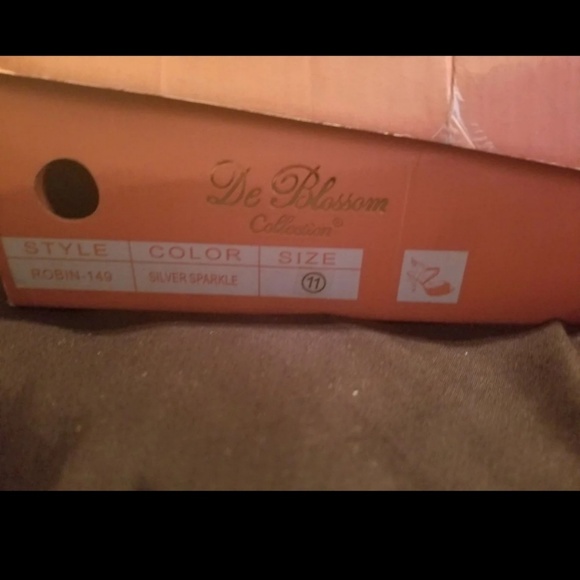 De Blossom
Collection®
STYLE COLOR SIZE
ROBIN-149 SILVER SPARKLE 11